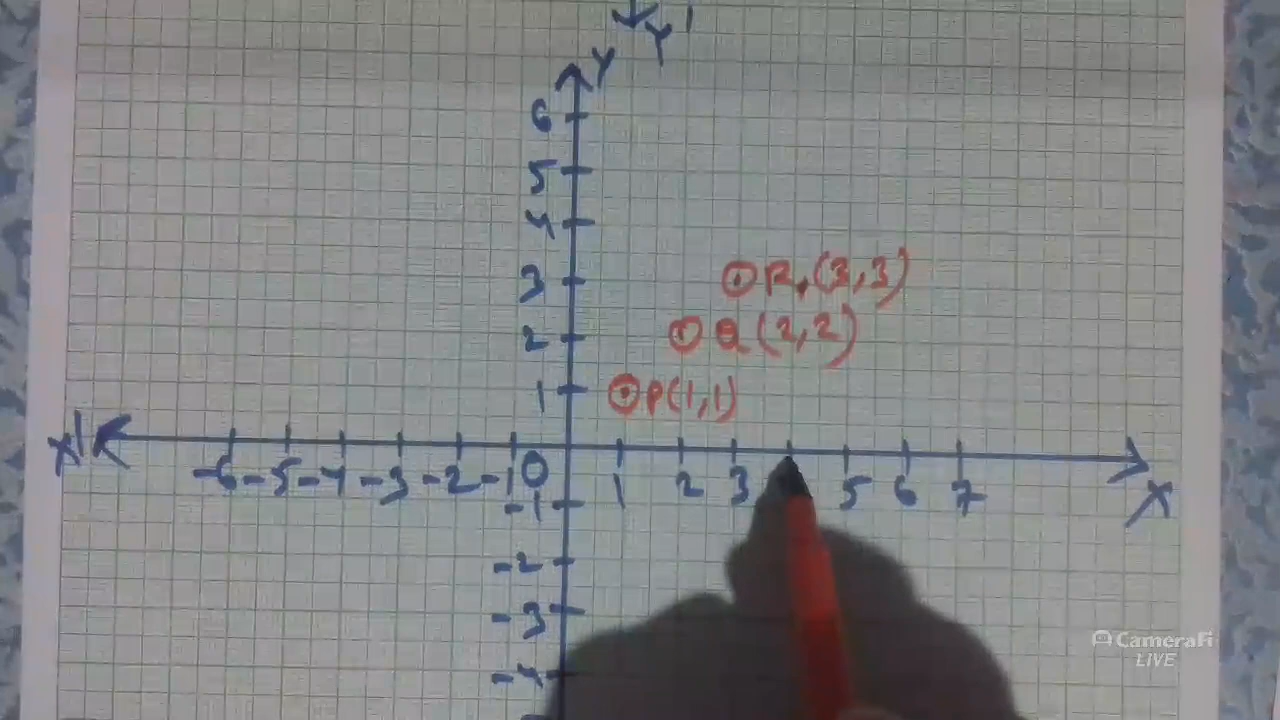 Y'
Y
6
5
4
3
R(3,3)
2
Q(2,2)
1
P(1,1)
X'
-6 -5 -4 -3 -2 -1 0 1 2 3 5 6 7
X
-1
-2
-3
-4
CameraFi
LIVE